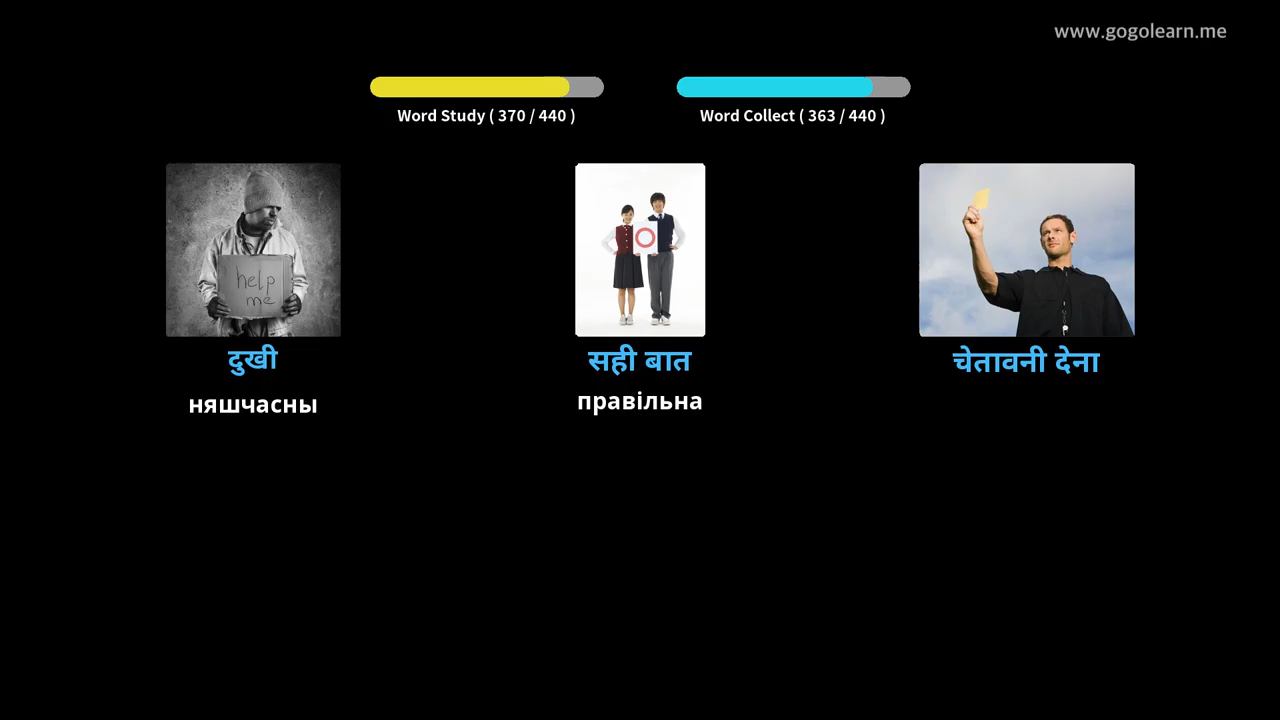 www.gogolearn.me
Word Study ( 370 / 440 )
Word Collect ( 363 / 440 )
help
me
दुखी
सही बात
चेतावनी देना
няшчасны
правільна